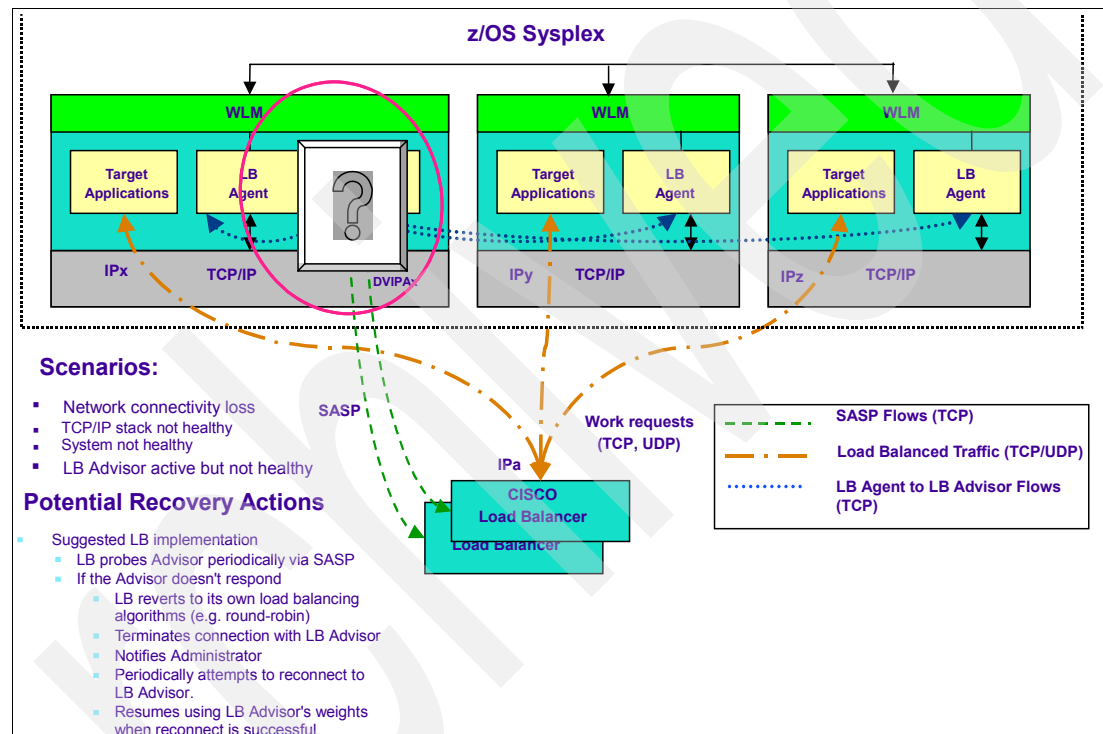 z/OS Sysplex
WLM
WLM
WLM
Target
Applications
LB
Agent
?
Target
Applications
LB
Agent
Target
Applications
LB
Agent
IPx
TCP/IP
DVIPAx
IPy
TCP/IP
IPz
TCP/IP
Scenarios:
Network connectivity loss
TCP/IP stack not healthy
System not healthy
LB Advisor active but not healthy
SASP
Work requests
(TCP, UDP)
IPa
CISCO
Load Balancer
Load Balancer
SASP Flows (TCP)
Load Balanced Traffic (TCP/UDP)
LB Agent to LB Advisor Flows
(TCP)
Potential Recovery Actions
Suggested LB implementation
LB probes Advisor periodically via SASP
If the Advisor doesn't respond
LB reverts to its own load balancing
algorithms (e.g. round-robin)
Terminates connection with LB Advisor
Notifies Administrator
Periodically attempts to reconnect to
LB Advisor.
Resumes using LB Advisor's weights
when reconnect is successful